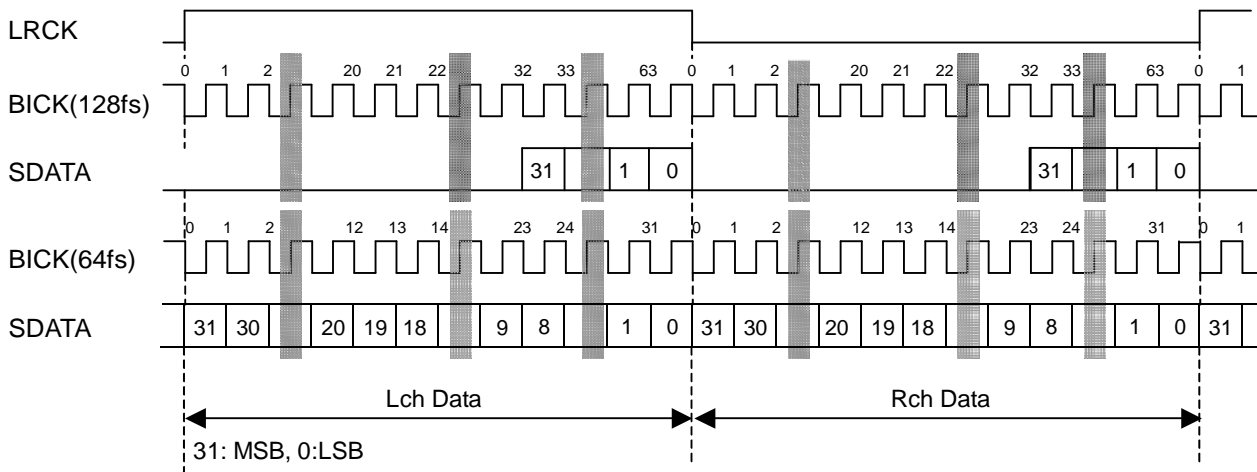 LRCK
0 1 2 20 21 22 32 33 63 0 1 2 20 21 22 32 33 63 0 1
BICK(128fs)
SDATA 31 1 0 31 1 0
0 1 2 12 13 14 23 24 31 0 1 2 12 13 14 23 24 31 0 1
BICK(64fs)
SDATA 31 30 20 19 18 9 8 1 0 31 30 20 19 18 9 8 1 0 31
Lch Data Rch Data
31: MSB, 0:LSB